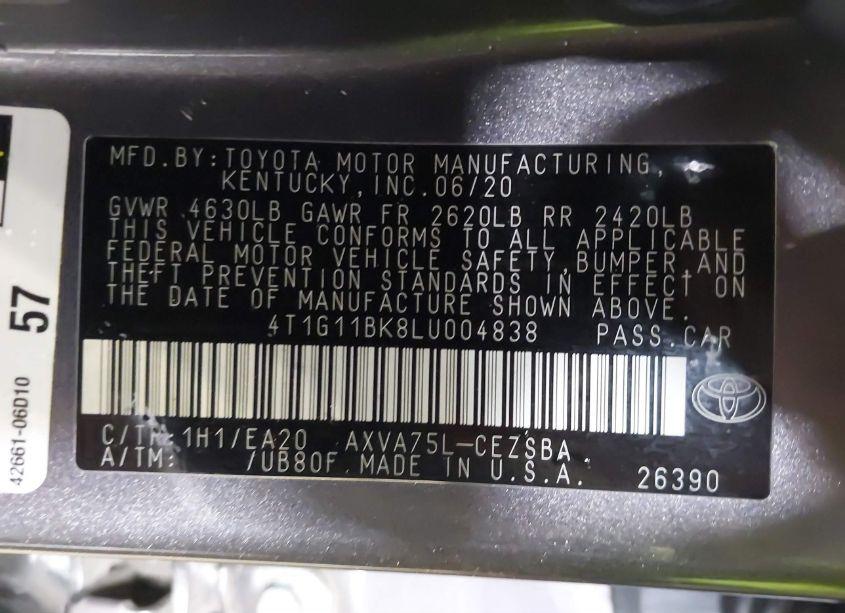 MFD.BY:TOYOTA MOTOR MANUFACTURING,
KENTUCKY,INC.06/20
GVWR 4630LB GAWR FR 2620LB RR 2420LB
THIS VEHICLE CONFORMS TO ALL APPLICABLE
FEDERAL MOTOR VEHICLE SAFETY,BUMPER,AND
THEFT PREVENTION STANDARDS IN EFFECT ON
THE DATE OF MANUFACTURE SHOWN ABOVE.
4T1G11BK8LU004838 PASS.CAR
C/TR:1H1/EA20 AXVA75L-CEZSBA
A/TM: /UB80F MADE IN U.S.A. 26390
57
42661-06D10